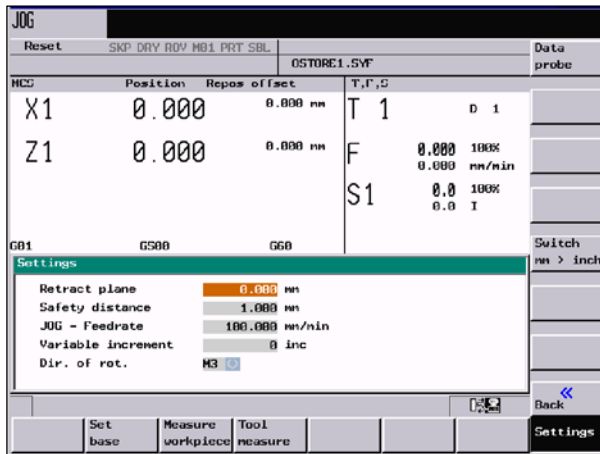 JOG
Reset SKP DRY ROV M01 PRT SBL
Data probe
OSTORE1.SYF
MCS Position Repos offset T,F,S
X1 0.000 0.000 mm T 1 D 1
Z1 0.000 0.000 mm F 0.000 100%
0.000 mm/min
S1 0.0 100%
0.0 I
G01 G500 G60
Switch mm > inch
Settings
Retract plane 0.000 mm
Safety distance 1.000 mm
JOG - Feedrate 100.000 mm/min
Variable increment 0 inc
Dir. of rot. M3
«
Back
Set base Measure workpiece Tool measure
Settings